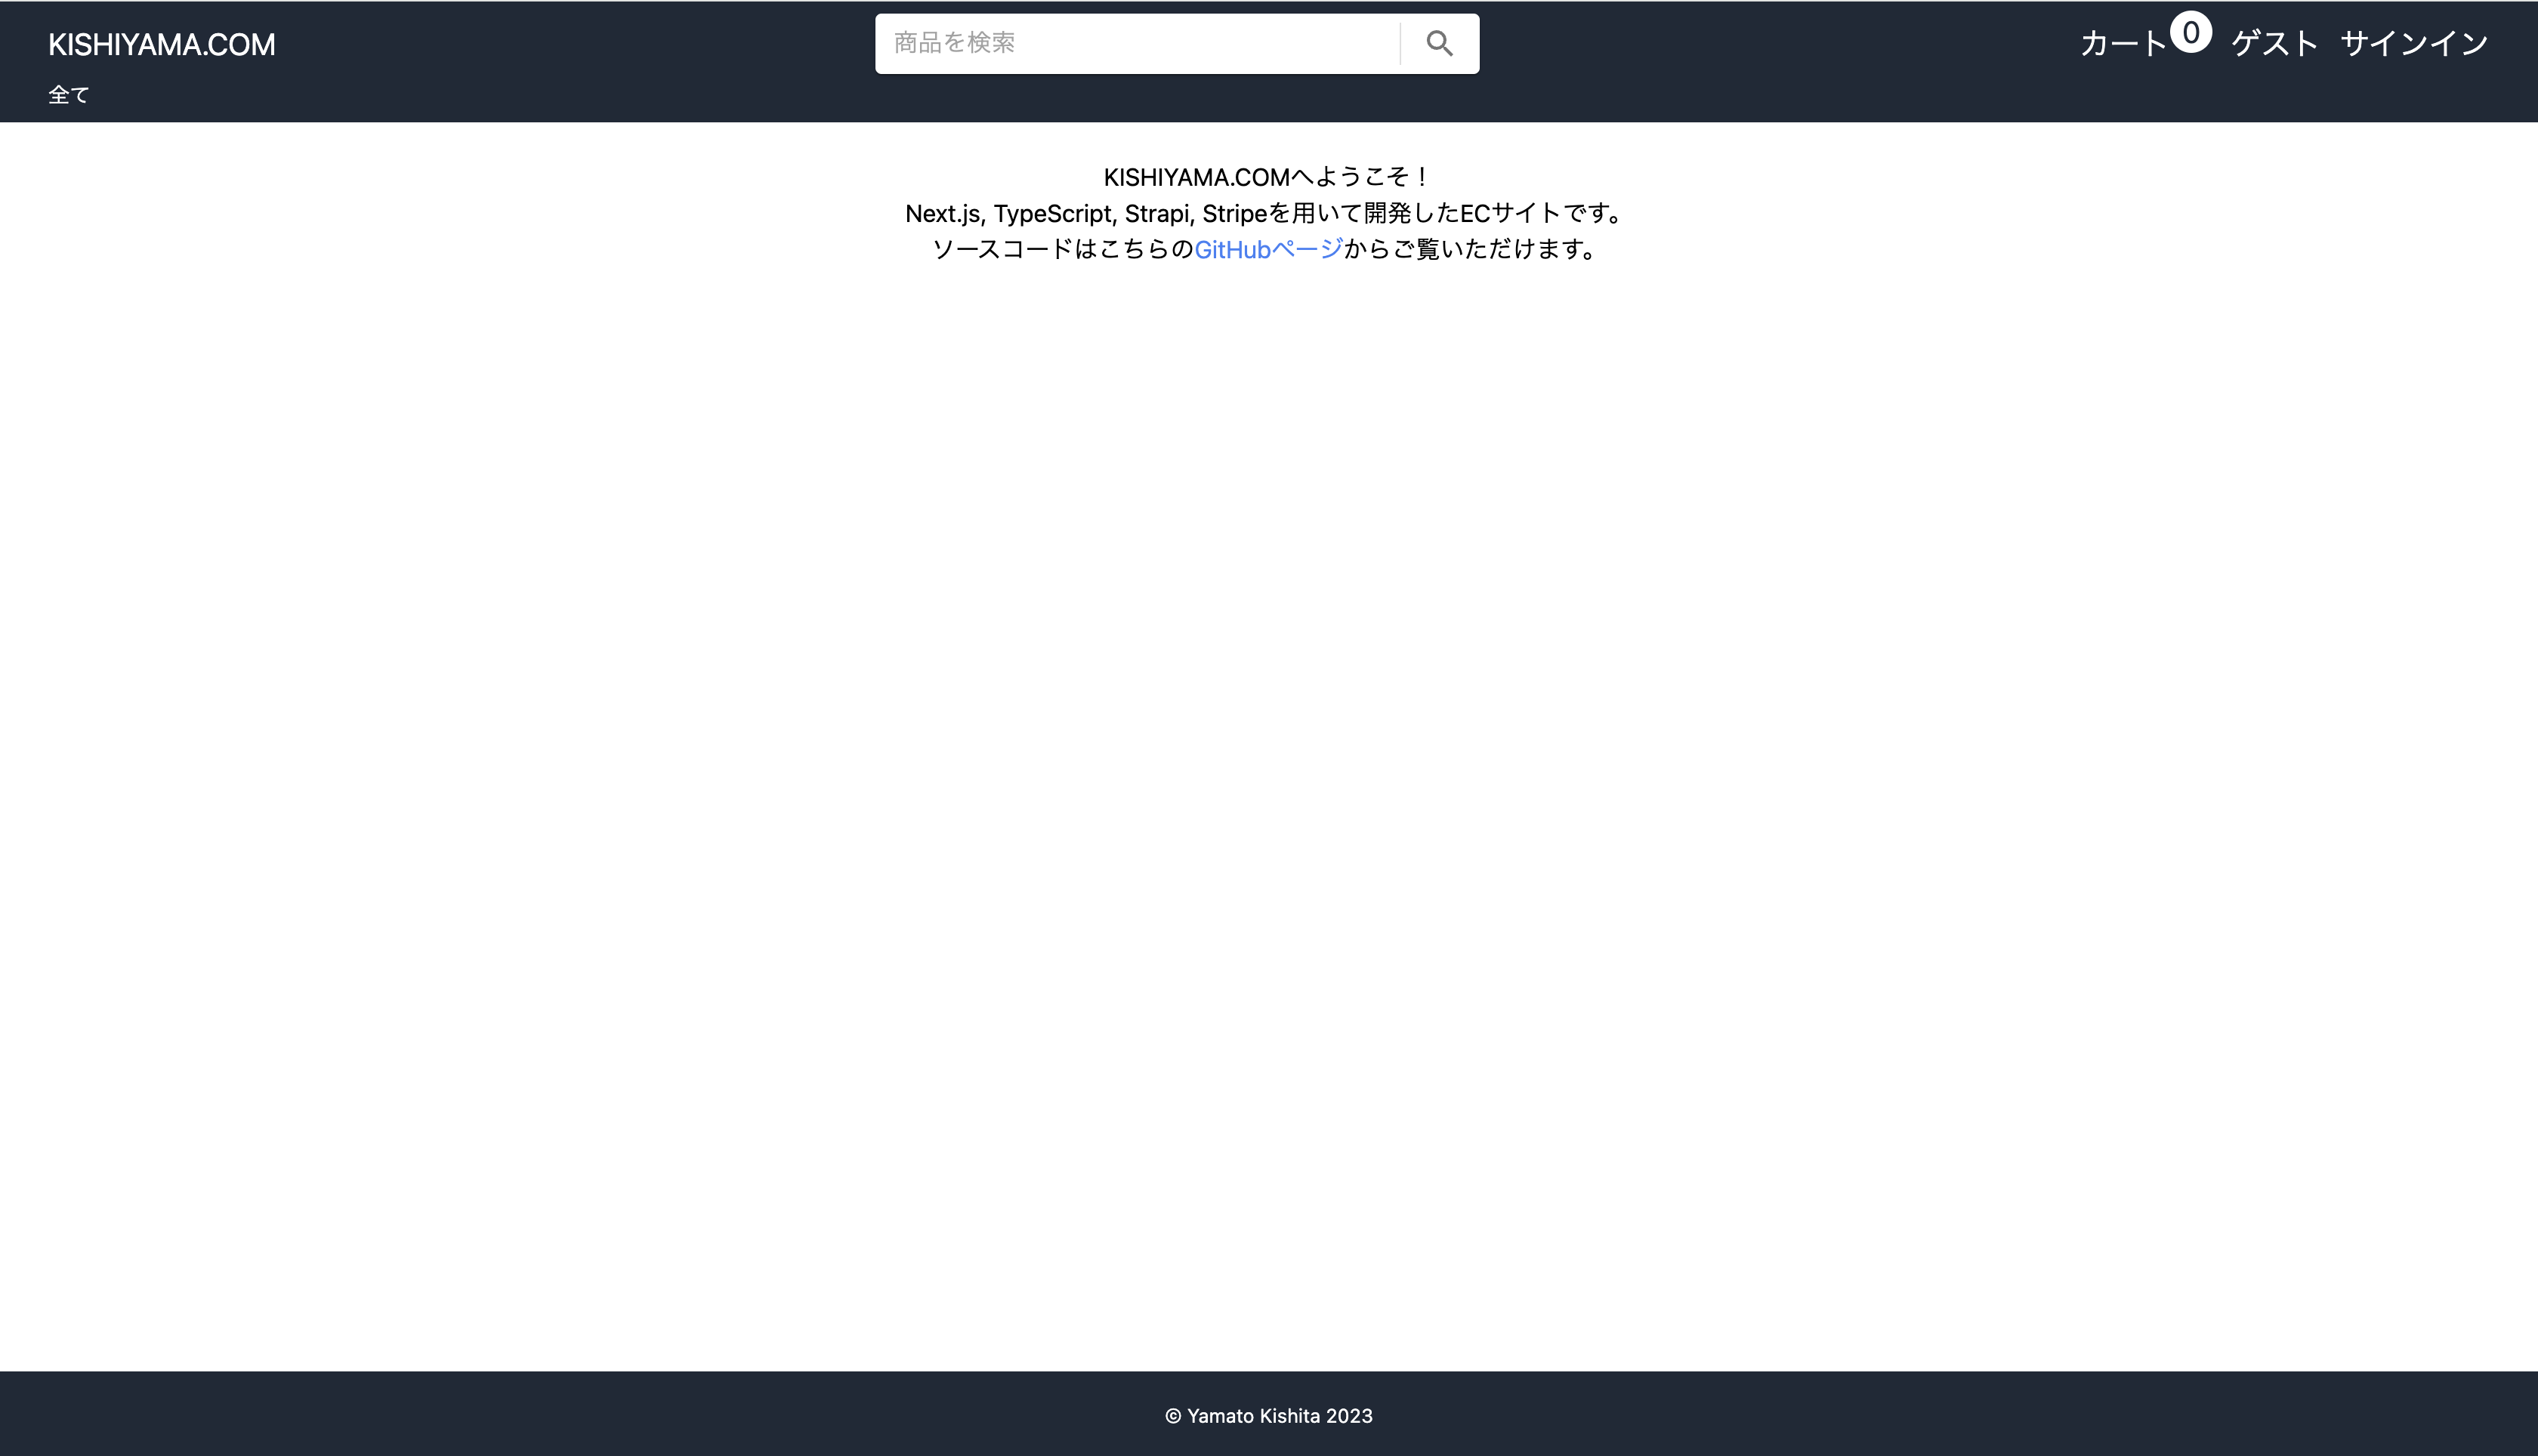 KISHIYAMA.COM
商品を検索
カート 0 ゲスト サインイン
全て
KISHIYAMA.COMへようこそ！
Next.js, TypeScript, Strapi, Stripeを用いて開発したECサイトです。
ソースコードはこちらのGitHubページからご覧いただけます。
© Yamato Kishita 2023